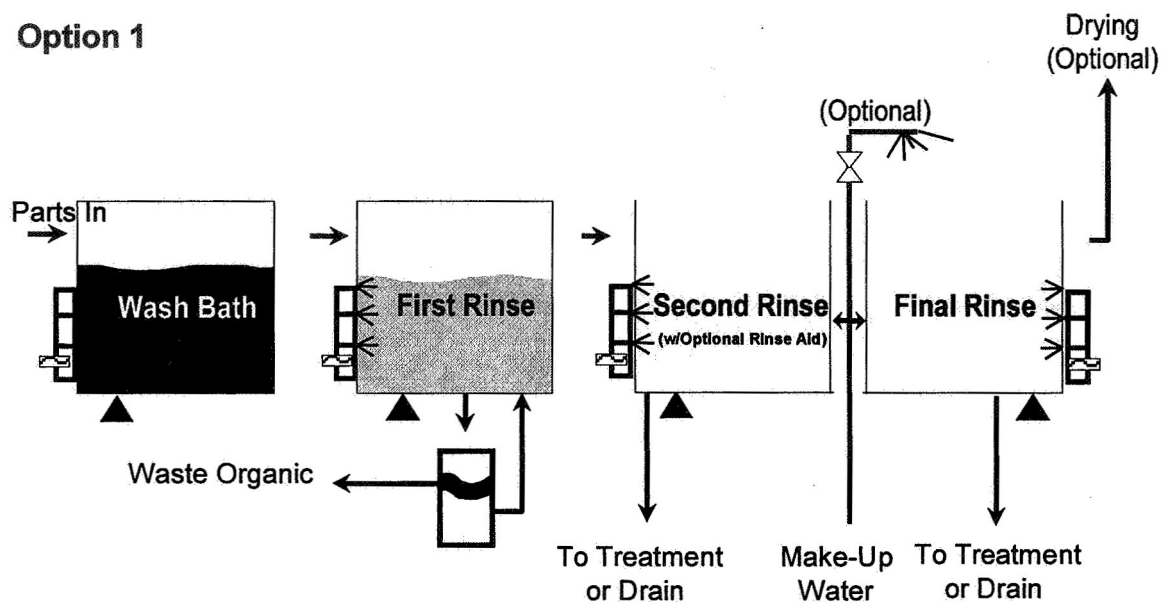 Option 1
Drying
(Optional)
(Optional)
Parts In
Wash Bath
First Rinse
Second Rinse
(w/Optional Rinse Aid)
Final Rinse
Waste Organic
To Treatment
or Drain
Make-Up
Water
To Treatment
or Drain